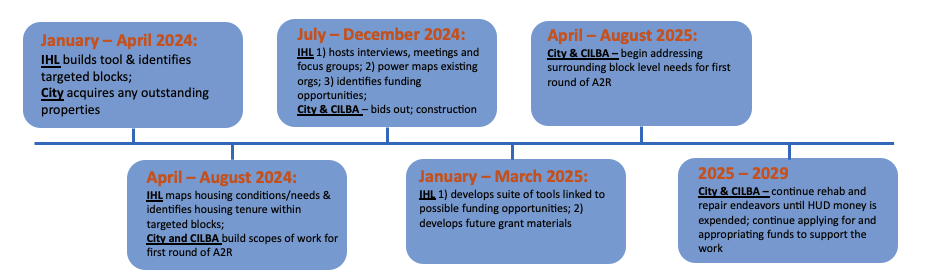 January – April 2024:
IHL builds tool & identifies
targeted blocks;
City acquires any outstanding
properties
April – August 2024:
IHL maps housing conditions/needs &
identifies housing tenure within
targeted blocks;
City and CILBA build scopes of work for
first round of A2R
July – December 2024:
IHL 1) hosts interviews, meetings and
focus groups; 2) power maps existing
orgs; 3) identifies funding
opportunities;
City & CILBA – bids out; construction
January – March 2025:
IHL 1) develops suite of tools linked to
possible funding opportunities; 2)
develops future grant materials
April – August 2025:
City & CILBA – begin addressing
surrounding block level needs for first
round of A2R
2025 – 2029
City & CILBA – continue rehab and
repair endeavors until HUD money is
expended; continue applying for and
appropriating funds to support the
work